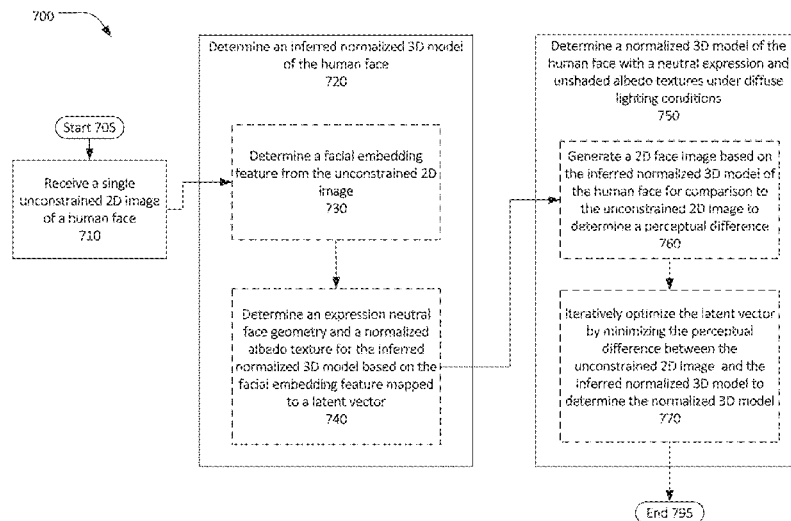 700
Start 705
Receive a single
unconstrained 2D image
of a human face
710
Determine an inferred normalized 3D model
of the human face
720
Determine a facial embedding
feature from the unconstrained 2D
image
730
Determine an expression neutral
face geometry and a normalized
albedo texture for the inferred
normalized 3D model based on the
facial embedding feature mapped
to a latent vector
740
Determine a normalized 3D model of the
human face with a neutral expression and
unshaded albedo textures under diffuse
lighting conditions
750
Generate a 2D face image based on
the inferred normalized 3D model of
the human face for comparison to
the unconstrained 2D image to
determine a perceptual difference
760
Iteratively optimize the latent vector
by minimizing the perceptual
difference between the
unconstrained 2D image and the
inferred normalized 3D model to
determine the normalized 3D model
770
End 795